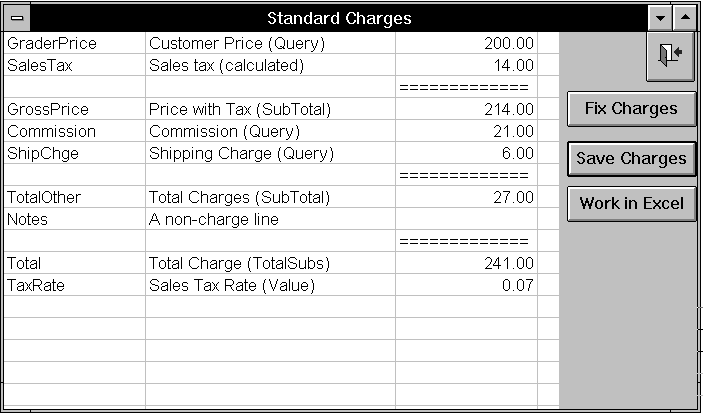 Standard Charges
GraderPrice Customer Price (Query) 200.00
SalesTax Sales tax (calculated) 14.00
=============
GrossPrice Price with Tax (SubTotal) 214.00
Commission Commission (Query) 21.00
ShipChge Shipping Charge (Query) 6.00
=============
TotalOther Total Charges (SubTotal) 27.00
Notes A non-charge line
=============
Total Total Charge (TotalSubs) 241.00
TaxRate Sales Tax Rate (Value) 0.07
Fix Charges
Save Charges
Work in Excel